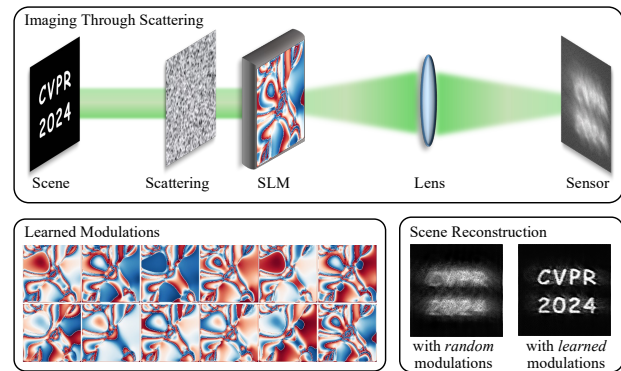 Imaging Through Scattering
CVPR
2024
Scene
Scattering
SLM
Lens
Sensor
Learned Modulations
Scene Reconstruction
CVPR
2024
CVPR
2024
with random
modulations
with learned
modulations